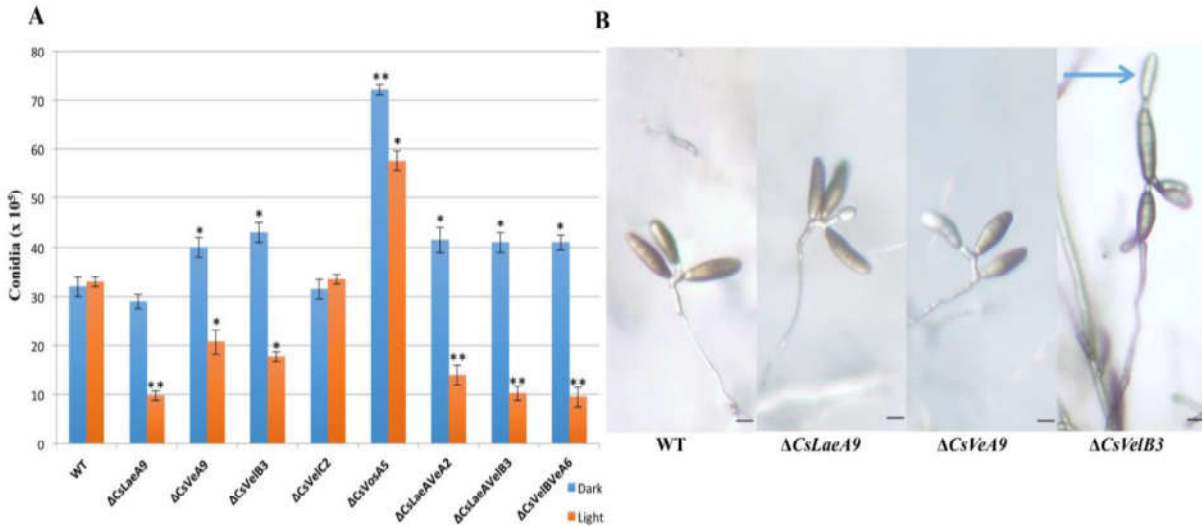 A
B
80
70
60
50
40
30
20
10
0
Conidia (x 10⁵)
**
*
*
*
*
*
*
*
*
**
**
**
**
WT
ΔCsLaeA9
ΔCsVeA9
ΔCsVelB3
ΔCsVelC2
ΔCsVosA5
ΔCsLaeAVeA2
ΔCsLaeAVelB3
ΔCsVelBVeA6
Dark
Light
WT
ΔCsLaeA9
ΔCsVeA9
ΔCsVelB3